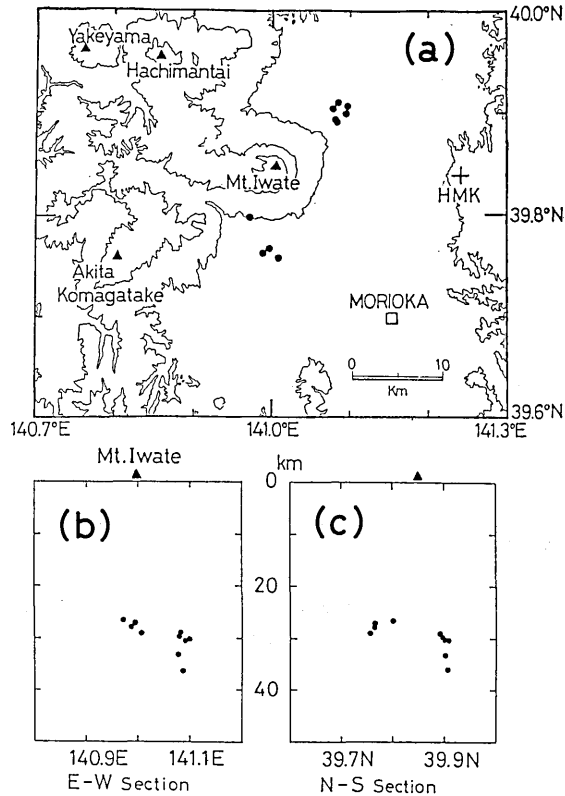 40.0°N
(a)
Yakeyama
Hachimantai
Mt.Iwate
HMK
39.8°N
Akita
Komagatake
MORIOKA
0 10
Km
39.6°N
140.7°E 141.0°E 141.3°E
Mt.Iwate
km
0
(b)
(c)
20
40
140.9E 141.1E
39.7N 39.9N
E-W Section
N-S Section